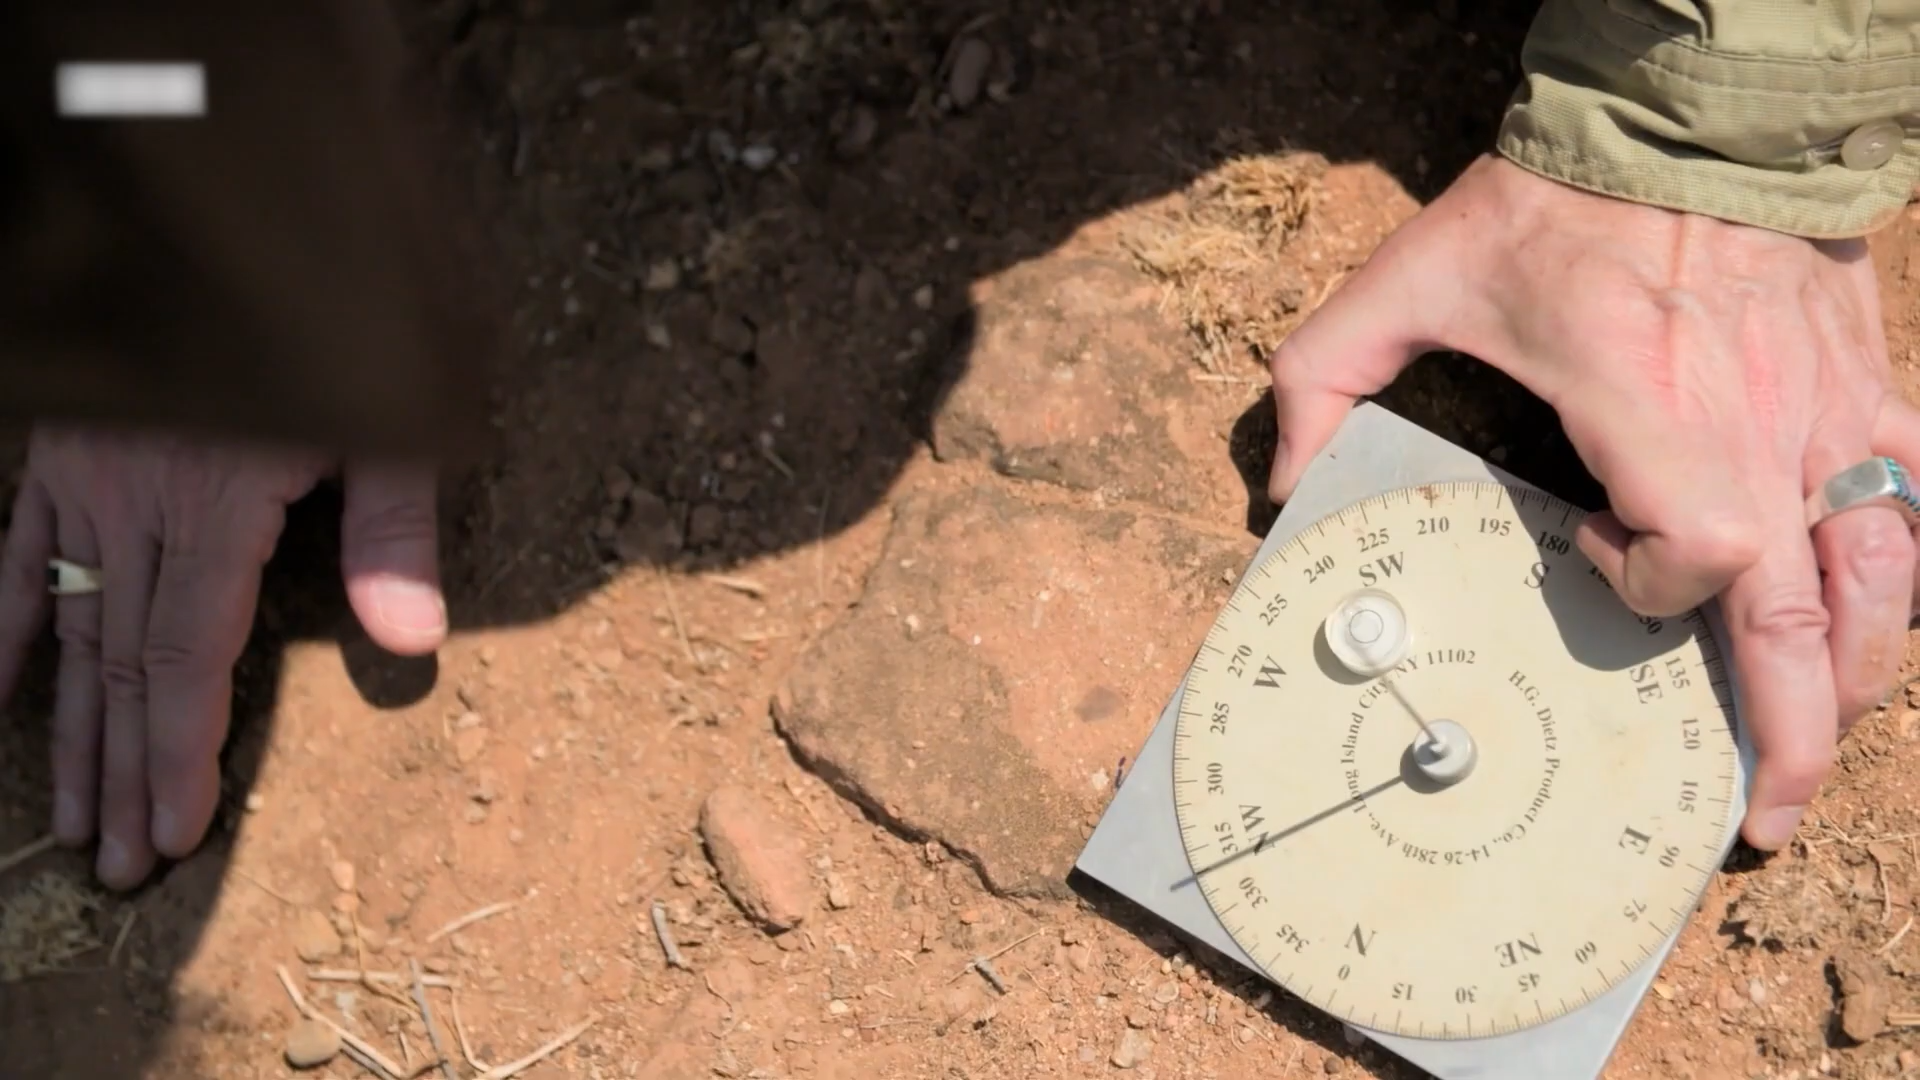 210
195
180
225
240
255
270
285
300
315
330
345
0
15
30
45
60
75
90
105
120
135
SW
S
SE
E
NE
N
NW
W
H.G. Dietz Product Co., 14-26 28th Ave., Long Island City, NY 11102